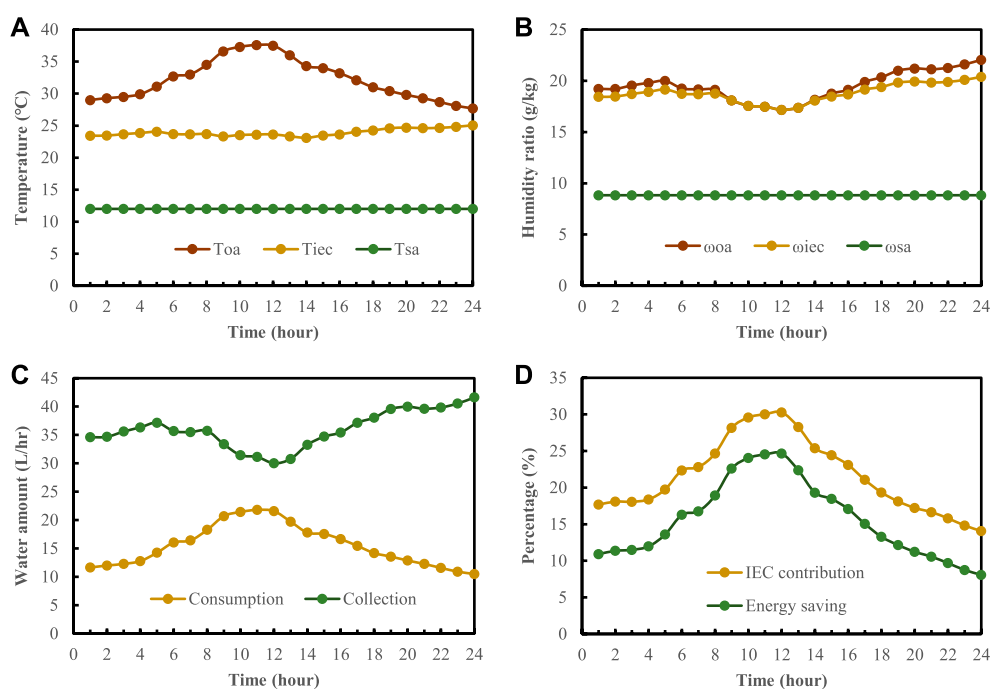 A
Temperature (°C)
40
35
30
25
20
15
10
5
0
Toa Tiec Tsa
0 2 4 6 8 10 12 14 16 18 20 22 24
Time (hour)
B
Humidity ratio (g/kg)
25
20
15
10
5
0
ωoa ωiec ωsa
0 2 4 6 8 10 12 14 16 18 20 22 24
Time (hour)
C
Water amount (L/hr)
45
40
35
30
25
20
15
10
5
0
Consumption Collection
0 2 4 6 8 10 12 14 16 18 20 22 24
Time (hour)
D
Percentage (%)
35
30
25
20
15
10
5
0
IEC contribution
Energy saving
0 2 4 6 8 10 12 14 16 18 20 22 24
Time (hour)